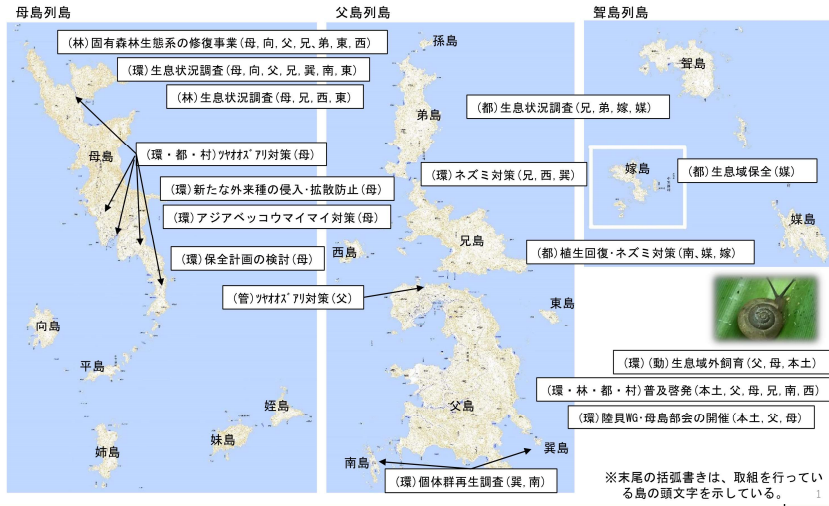 母島列島
父島列島
聟島列島
(林)固有森林生態系の修復事業(母,向,父,兄,弟,東,西)
(環)生息状況調査(母,向,父,兄,巽,南,東)
(林)生息状況調査(母,兄,西,東)
(環・都・村)ﾂﾔｵｵｽﾞｱﾘ対策(母)
(環)新たな外来種の侵入・拡散防止(母)
(環)アジアベッコウマイマイ対策(母)
(環)保全計画の検討(母)
(管)ﾂﾔｵｵｽﾞｱﾘ対策(父)
母島
向島
平島
姪島
姉島
妹島
孫島
弟島
(都)生息状況調査(兄,弟,嫁,媒)
(環)ネズミ対策(兄,西,巽)
兄島
西島
(都)植生回復・ネズミ対策(南、媒,嫁)
東島
父島
巽島
南島
(環)個体群再生調査(巽,南)
聟島
嫁島
(都)生息域保全(媒)
媒島
(環)(動)生息域外飼育(父,母,本土)
(環・林・都・村)普及啓発(本土,父,母,兄,南,西)
(環)陸貝WG・母島部会の開催(本土,父,母)
※末尾の括弧書きは、取組を行ってい
る島の頭文字を示している。
1